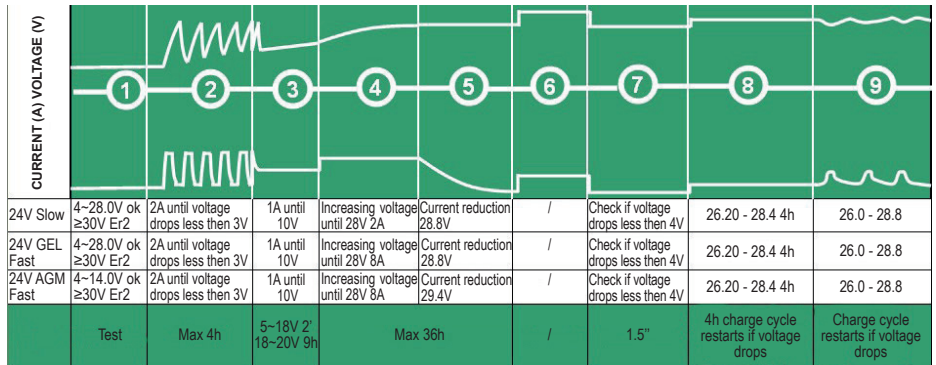 CURRENT (A) VOLTAGE (V)
1 2 3 4 5 6 7 8 9
24V Slow
4~28.0V ok
≥30V Er2
2A until voltage
drops less then 3V
1A until
10V
Increasing voltage
until 28V 2A
Current reduction
28.8V
/
Check if voltage
drops less then 4V
26.20 - 28.4 4h
26.0 - 28.8
24V GEL
Fast
4~28.0V ok
≥30V Er2
2A until voltage
drops less then 3V
1A until
10V
Increasing voltage
until 28V 8A
Current reduction
28.8V
/
Check if voltage
drops less then 4V
26.20 - 28.4 4h
26.0 - 28.8
24V AGM
Fast
4~14.0V ok
≥30V Er2
2A until voltage
drops less then 3V
1A until
10V
Increasing voltage
until 28V 8A
Current reduction
29.4V
/
Check if voltage
drops less then 4V
26.20 - 28.4 4h
26.0 - 28.8
Test
Max 4h
5~18V 2'
18~20V 9h
Max 36h
/
1.5"
4h charge cycle
restarts if voltage
drops
Charge cycle
restarts if voltage
drops